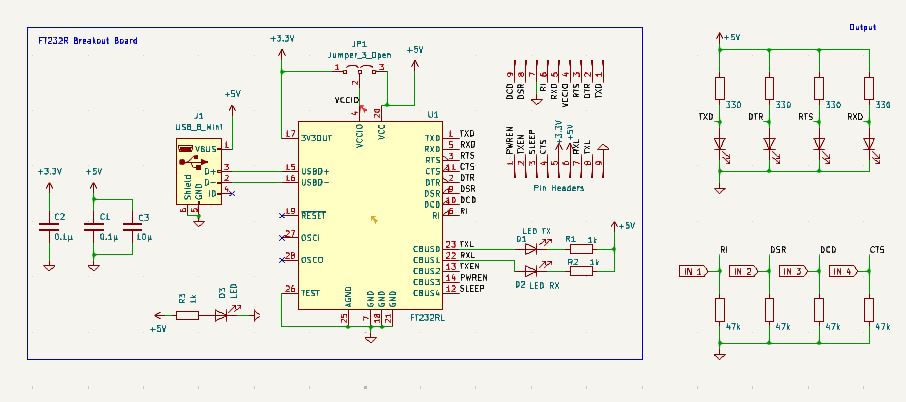 FT232R Breakout Board
+3.3V
JP1
Jumper_3_Open
+5V
1
3
2
VCCIO
4
20
VCCIO
VCC
U1
J1
USB_B_Mini
+5V
VBUS
1
D+
3
D-
2
ID
4
Shield
GND
6
5
17
3V3OUT
15
USBD+
16
USBD-
19
RESET
27
OSCI
28
OSCO
26
TEST
AGND
GND
GND
GND
25
7
18
21
FT232RL
TXD
1
TXD
RXD
5
RXD
RTS
3
RTS
CTS
11
CTS
DTR
2
DTR
DSR
9
DSR
DCD
10
DCD
RI
6
RI
CBUS0
23
TXL
CBUS1
22
RXL
CBUS2
13
TXEN
CBUS3
14
PWREN
CBUS4
12
SLEEP
+3.3V
C2
0.1µ
+5V
C1
0.1µ
C3
10µ
+5V
R3
1k
D3
LED
9
8
7
6
5
4
3
2
1
DCD
DSR
RI
RXD
VCCIO
RTS
DTR
TXD
PWREN
TXEN
SLEEP
CTS
+3.3V
+5V
RXL
TXL
1
2
3
4
5
6
7
8
9
Pin Headers
LED TX
D1
R1
1k
+5V
D2
LED RX
R2
1k
Output
+5V
330
330
330
330
TXD
DTR
RTS
RXD
RI
DSR
DCD
CTS
IN 1
IN 2
IN 3
IN 4
47k
47k
47k
47k